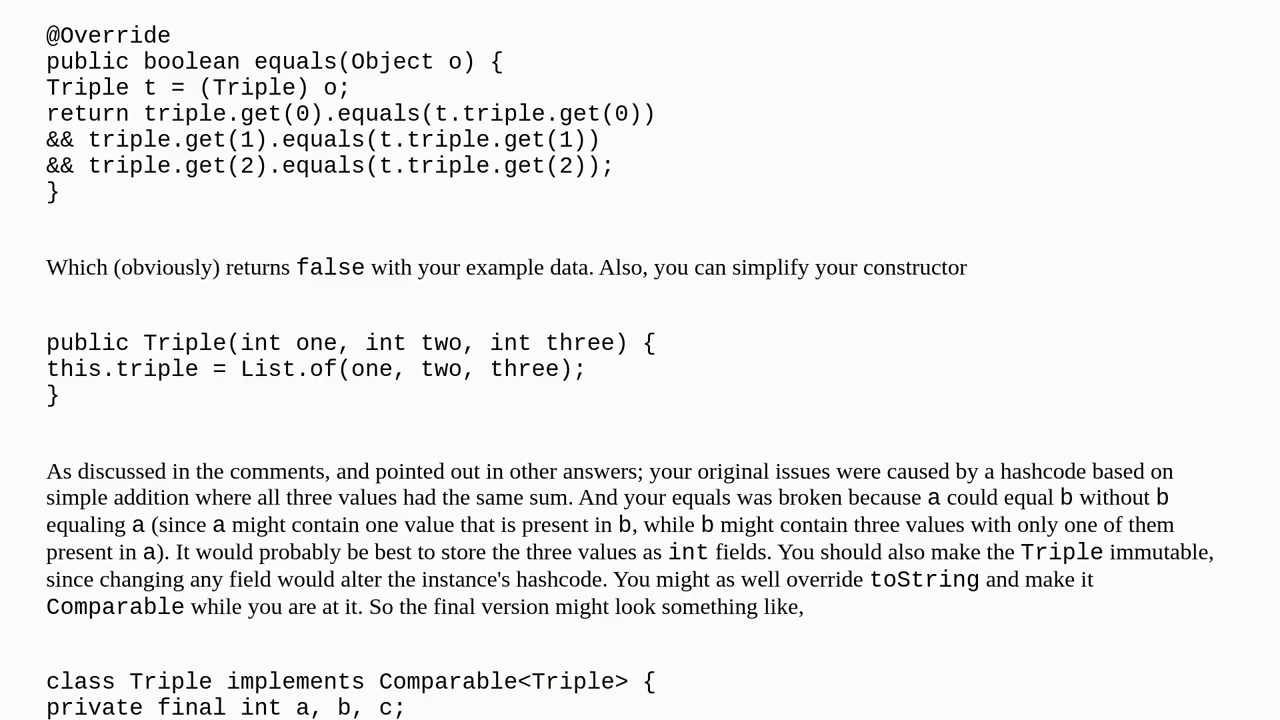 @Override
public boolean equals(Object o) {
Triple t = (Triple) o;
return triple.get(0).equals(t.triple.get(0))
&& triple.get(1).equals(t.triple.get(1))
&& triple.get(2).equals(t.triple.get(2));
}
Which (obviously) returns false with your example data. Also, you can simplify your constructor
public Triple(int one, int two, int three) {
this.triple = List.of(one, two, three);
}
As discussed in the comments, and pointed out in other answers; your original issues were caused by a hashcode based on
simple addition where all three values had the same sum. And your equals was broken because a could equal b without b
equaling a (since a might contain one value that is present in b, while b might contain three values with only one of them
present in a). It would probably be best to store the three values as int fields. You should also make the Triple immutable,
since changing any field would alter the instance's hashcode. You might as well override toString and make it
Comparable while you are at it. So the final version might look something like,
class Triple implements Comparable<Triple> {
private final int a, b, c;